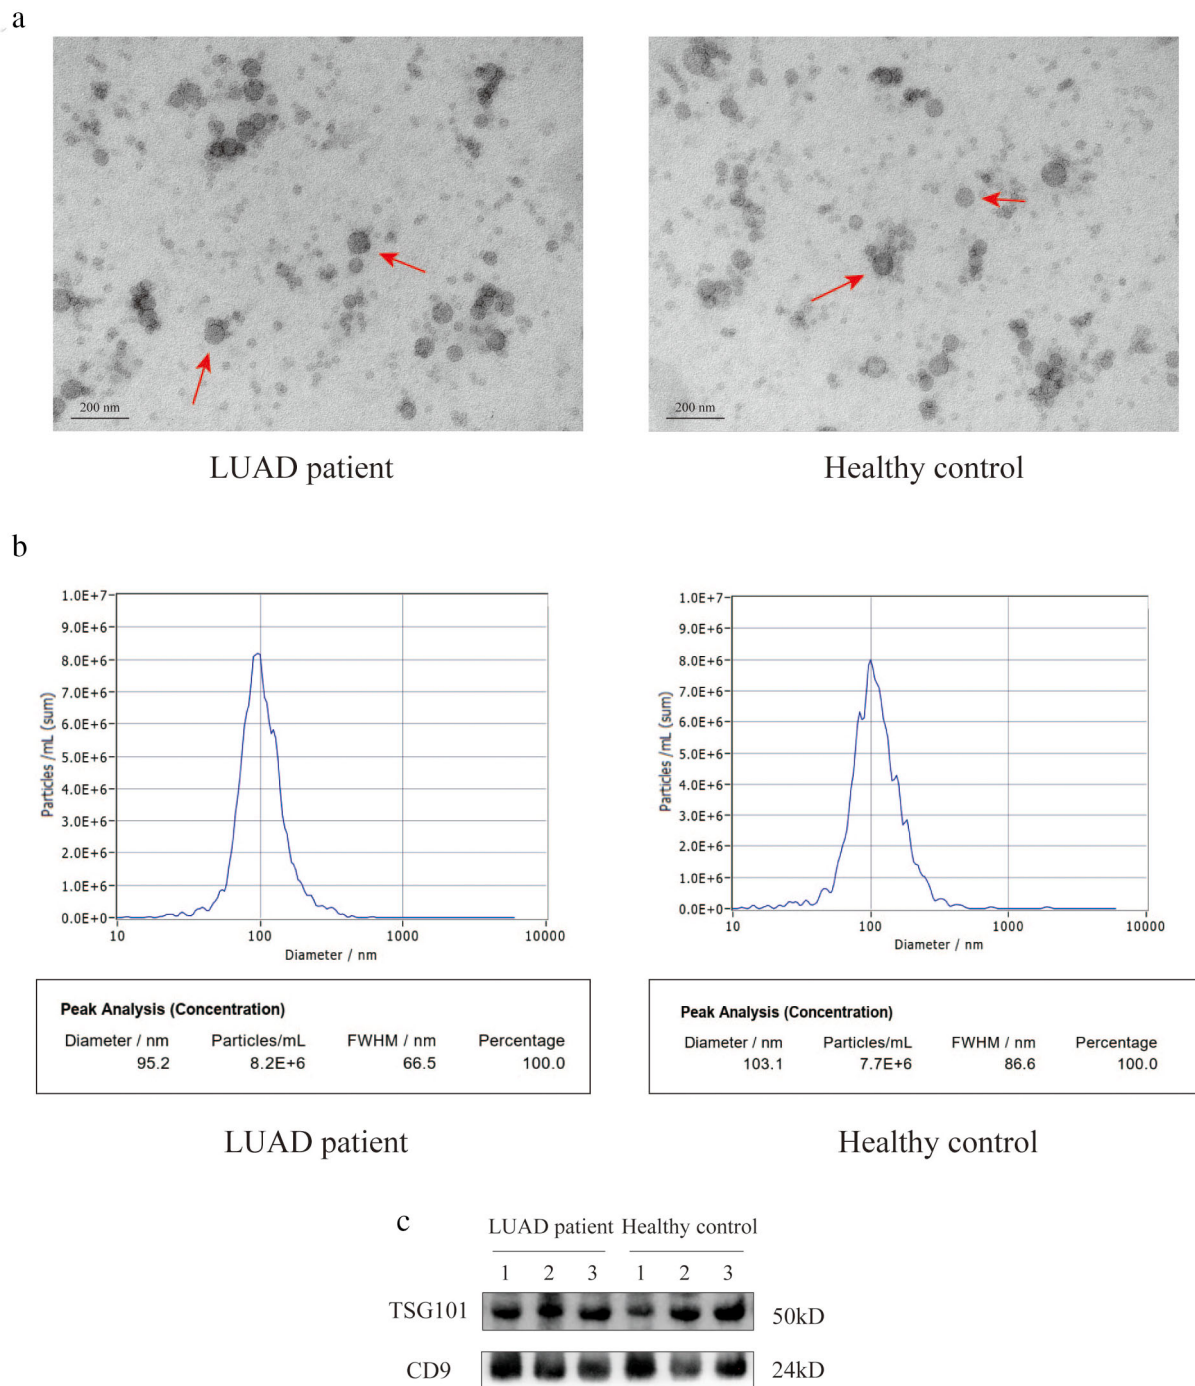 a
200 nm
200 nm
LUAD patient Healthy control
b
1.0E+7
9.0E+6
8.0E+6
7.0E+6
6.0E+6
5.0E+6
4.0E+6
3.0E+6
2.0E+6
1.0E+6
0.0E+0
Particles /mL (sum)
10 100 1000 10000
Diameter / nm
1.0E+7
9.0E+6
8.0E+6
7.0E+6
6.0E+6
5.0E+6
4.0E+6
3.0E+6
2.0E+6
1.0E+6
0.0E+0
Particles /mL (sum)
10 100 1000 10000
Diameter / nm
Peak Analysis (Concentration)
Diameter / nm Particles/mL FWHM / nm Percentage
95.2 8.2E+6 66.5 100.0
Peak Analysis (Concentration)
Diameter / nm Particles/mL FWHM / nm Percentage
103.1 7.7E+6 86.6 100.0
LUAD patient Healthy control
c
LUAD patient Healthy control
1 2 3 1 2 3
TSG101 50kD
CD9 24kD